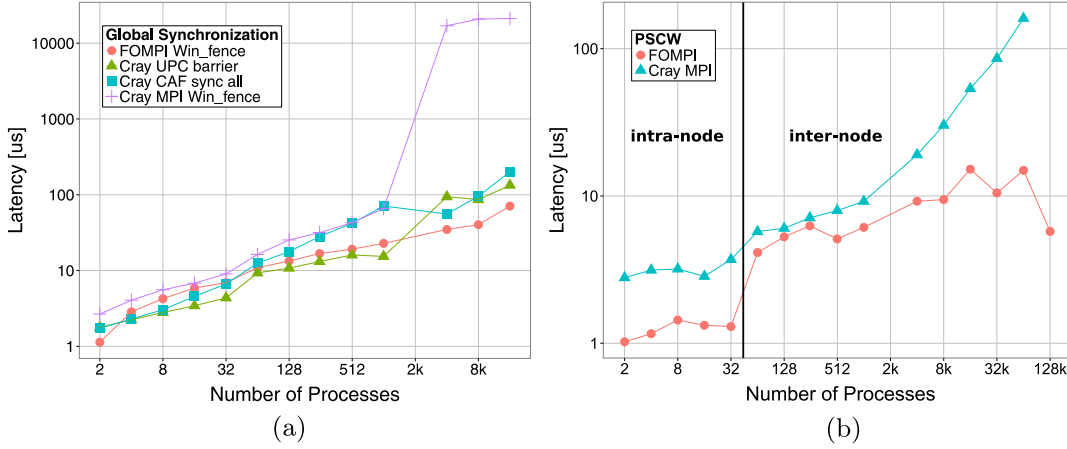 Global Synchronization
FOMPI Win_fence
Cray UPC barrier
Cray CAF sync all
Cray MPI Win_fence
10000
1000
100
10
1
Latency [us]
2
8
32
128
512
2k
8k
Number of Processes
(a)
PSCW
FOMPI
Cray MPI
intra-node
inter-node
100
10
1
Latency [us]
2
8
32
128
512
2k
8k
32k
128k
Number of Processes
(b)